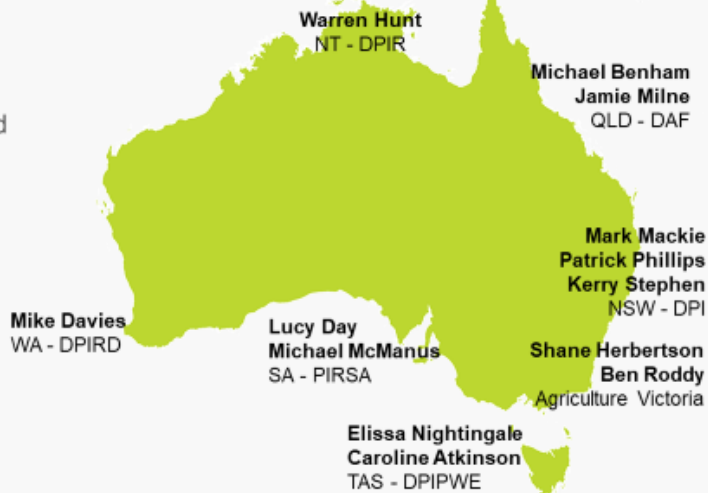 Warren Hunt
NT - DPIR
Michael Benham
Jamie Milne
QLD - DAF
d
Mark Mackie
Patrick Phillips
Kerry Stephen
NSW - DPI
Mike Davies
WA - DPIRD
Lucy Day
Michael McManus
SA - PIRSA
Shane Herbertson
Ben Roddy
Agriculture Victoria
Elissa Nightingale
Caroline Atkinson
TAS - DPIPWE